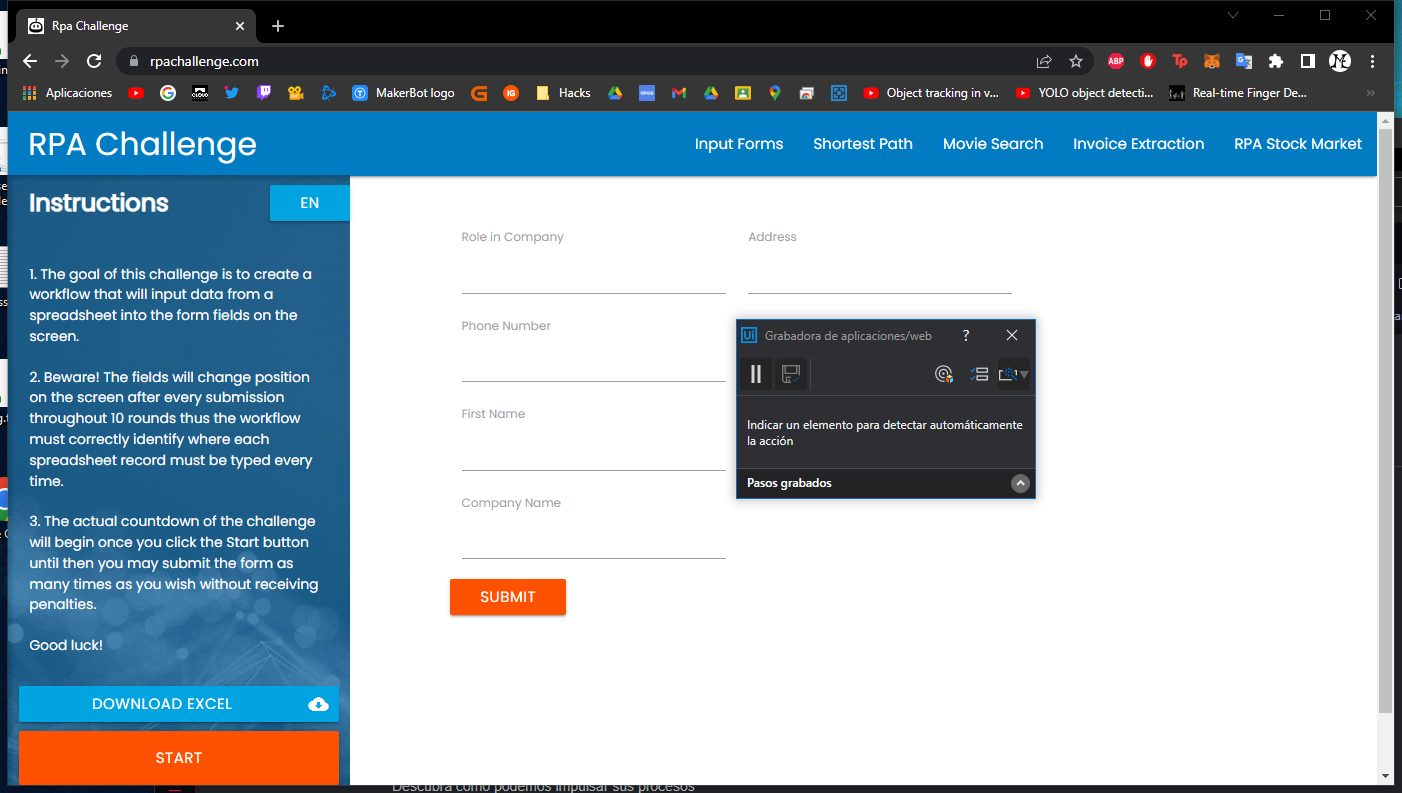 Rpa Challenge
rpachallenge.com
ABP
Tp
Aplicaciones
MakerBot logo
IG
Hacks
Object tracking in v...
YOLO object detecti...
Real-time Finger De...
RPA Challenge
Input Forms
Shortest Path
Movie Search
Invoice Extraction
RPA Stock Market
Instructions
EN
1. The goal of this challenge is to create a
workflow that will input data from a
spreadsheet into the form fields on the
screen.
2. Beware! The fields will change position
on the screen after every submission
throughout 10 rounds thus the workflow
must correctly identify where each
spreadsheet record must be typed every
time.
3. The actual countdown of the challenge
will begin once you click the Start button
until then you may submit the form as
many times as you wish without receiving
penalties.
Good luck!
DOWNLOAD EXCEL
START
Role in Company
Address
Phone Number
First Name
Company Name
SUBMIT
Ui
Grabadora de aplicaciones/web
?
Indicar un elemento para detectar automáticamente
la acción
Pasos grabados
Descubra cómo podemos impulsar sus procesos